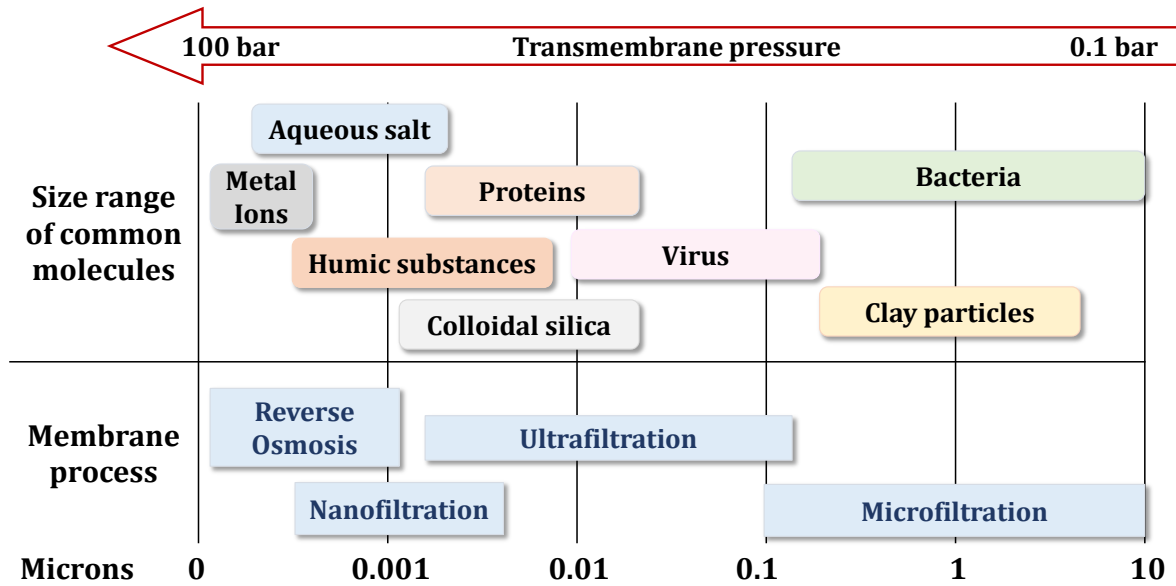 100 bar Transmembrane pressure 0.1 bar
Aqueous salt
Metal
Ions
Proteins
Bacteria
Size range
of common
molecules
Humic substances
Virus
Colloidal silica
Clay particles
Membrane
process
Reverse
Osmosis
Ultrafiltration
Nanofiltration
Microfiltration
Microns 0 0.001 0.01 0.1 1 10